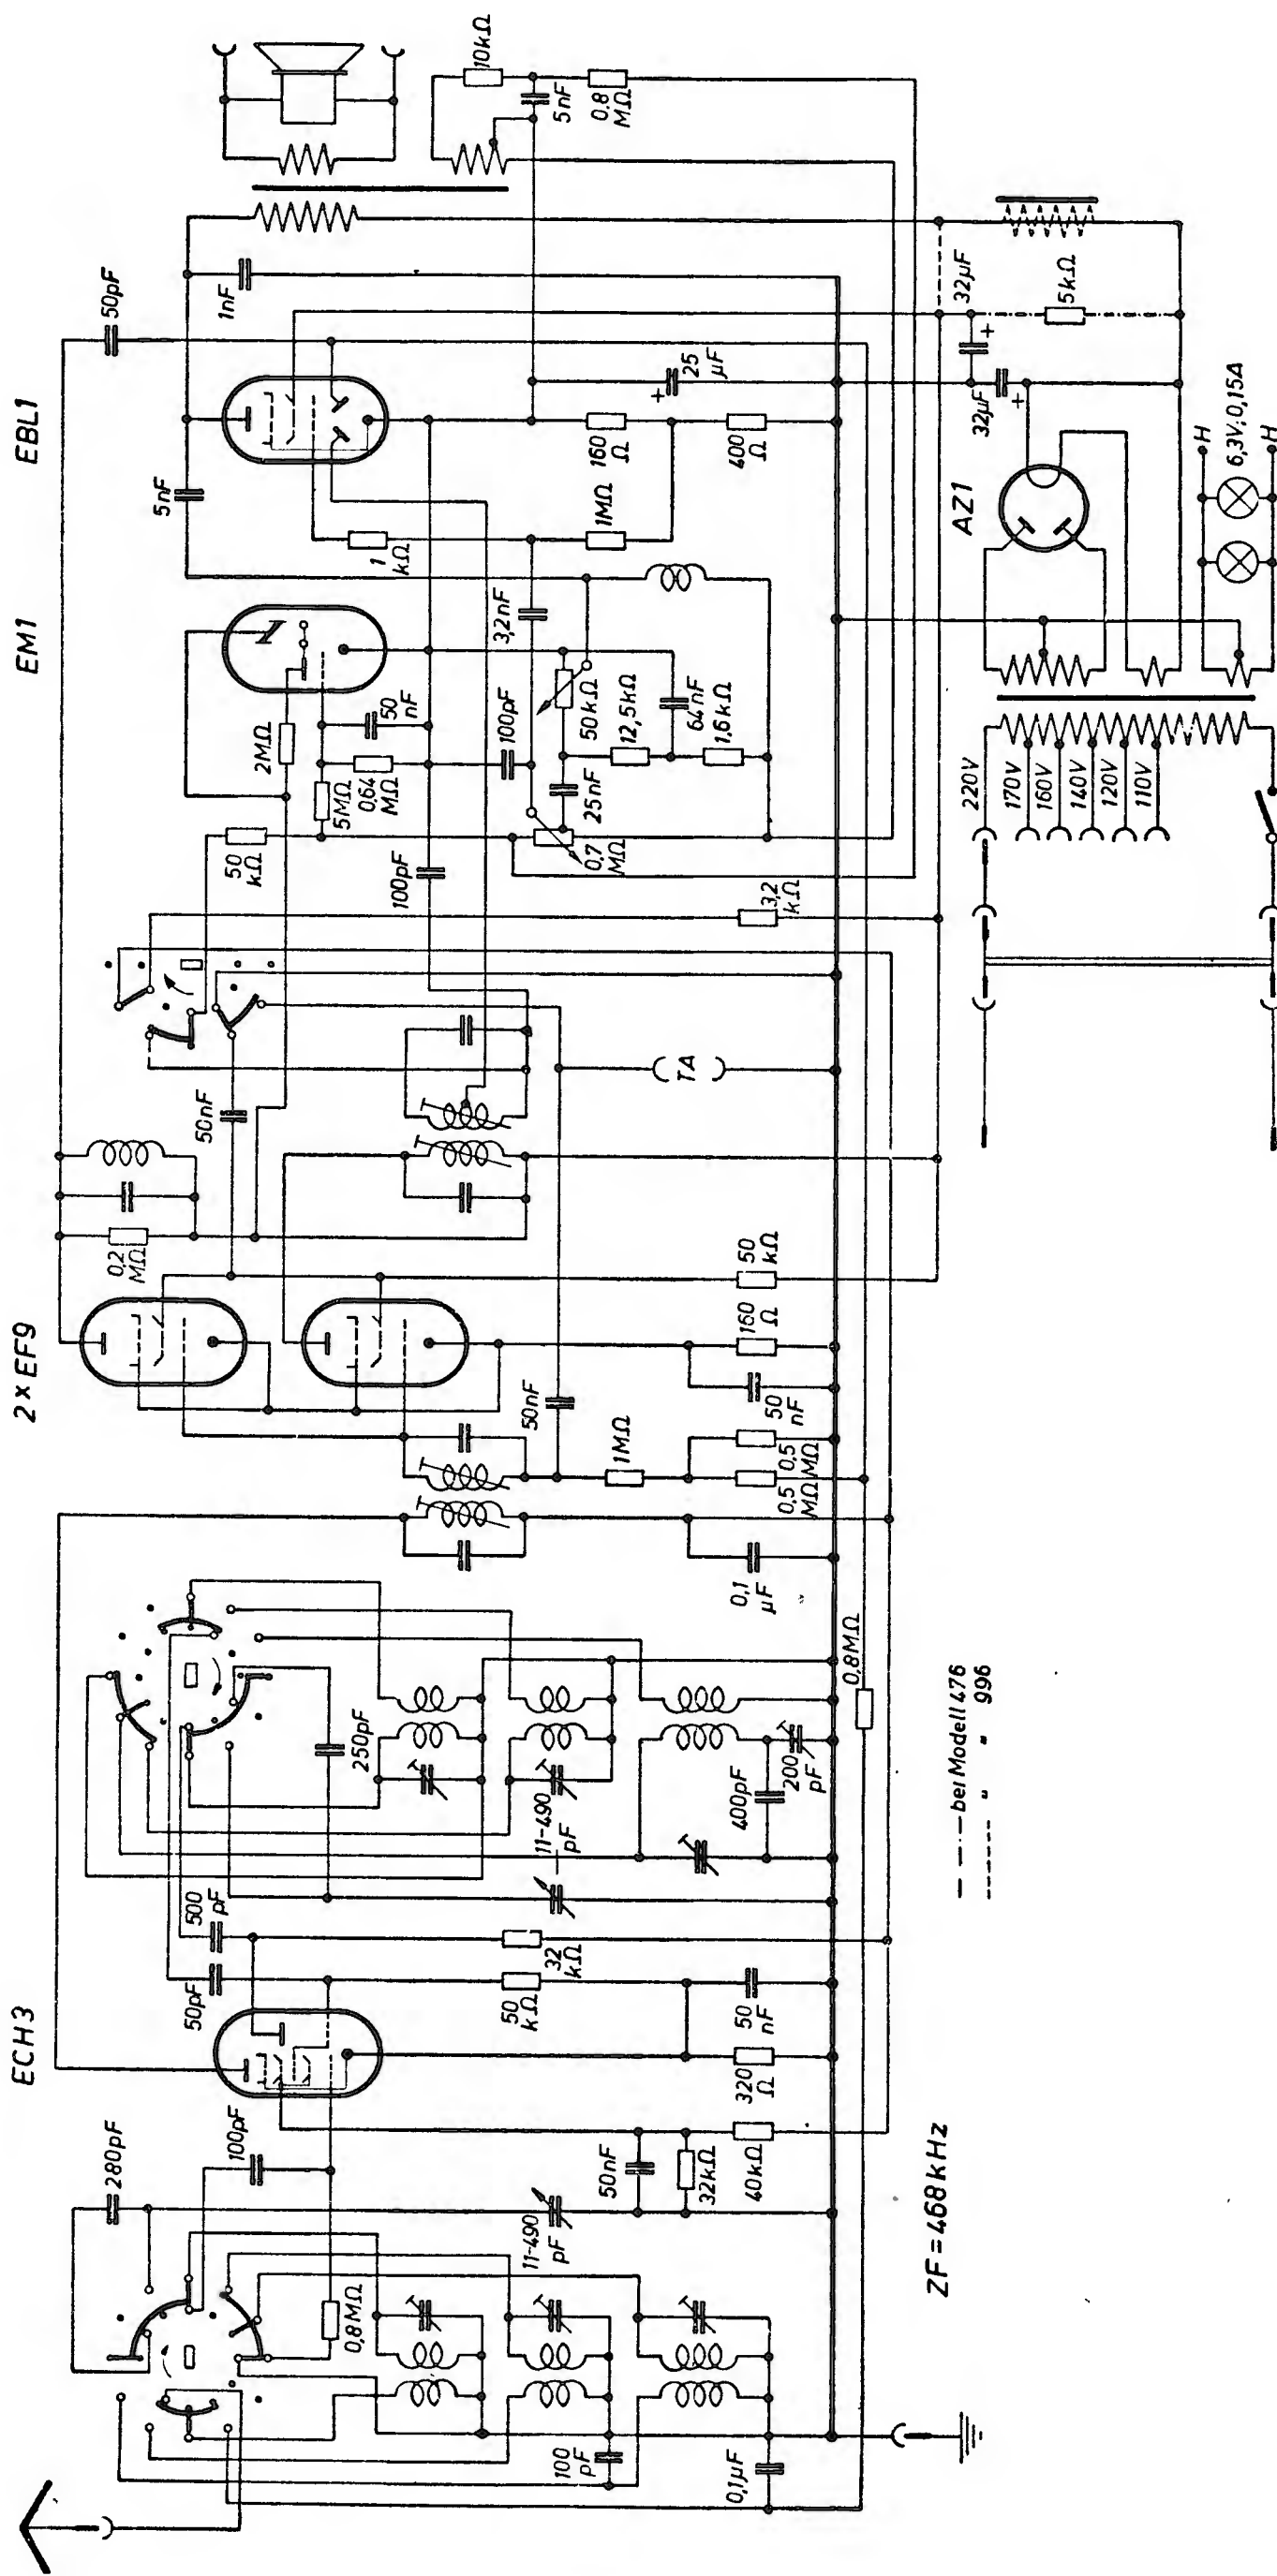 ECH3
2 x EF9
EM1
EBL1
280pF
100pF
0,8MΩ
11-490
pF
100
pF
0,1µF
50nF
32kΩ
40kΩ
320
Ω
50
nF
50pF
500
pF
50
kΩ
32
kΩ
250pF
11-490
pF
400pF
200
pF
0,8MΩ
0,1
µF
0,5
MΩ
0,5
MΩ
1MΩ
50nF
50
nF
160
Ω
50
kΩ
0,2
MΩ
50nF
TA
3,2
kΩ
50
kΩ
100pF
2MΩ
5MΩ
0,64
MΩ
50
nF
100pF
0,7
MΩ
25nF
50kΩ
12,5kΩ
64nF
1,6kΩ
3,2nF
1
kΩ
1MΩ
5nF
50pF
1nF
160
Ω
400
Ω
25
µF
10kΩ
5nF
0,8
MΩ
32µF
32µF
5kΩ
AZ1
220V
170V
160V
140V
120V
110V
H
H
6,3V;0,15A
ZF=468kHz
— · — · — bei Modell 476
------- " " 996